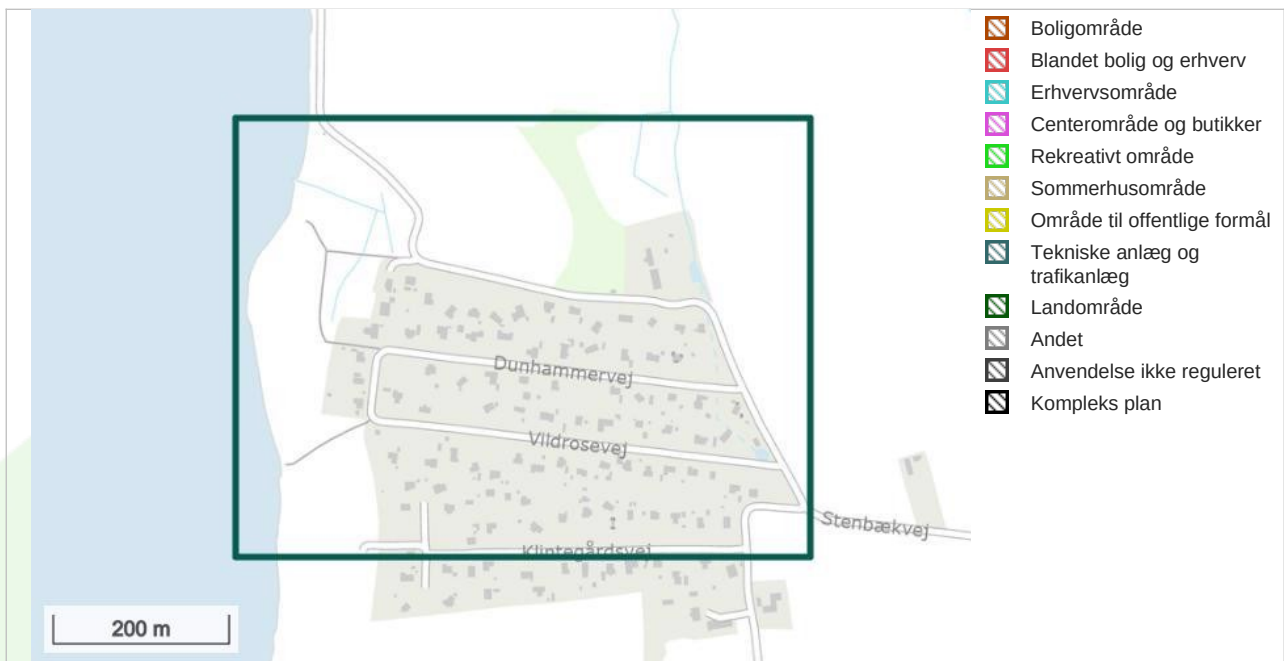 Boligområde
Blandet bolig og erhverv
Erhvervsområde
Centerområde og butikker
Rekreativt område
Sommerhusområde
Område til offentlige formål
Tekniske anlæg og
trafikanlæg
Landområde
Andet
Anvendelse ikke reguleret
Kompleks plan
Dunhammervej
Vildrosevej
Stenbækvej
Klintegårdsvej
200 m